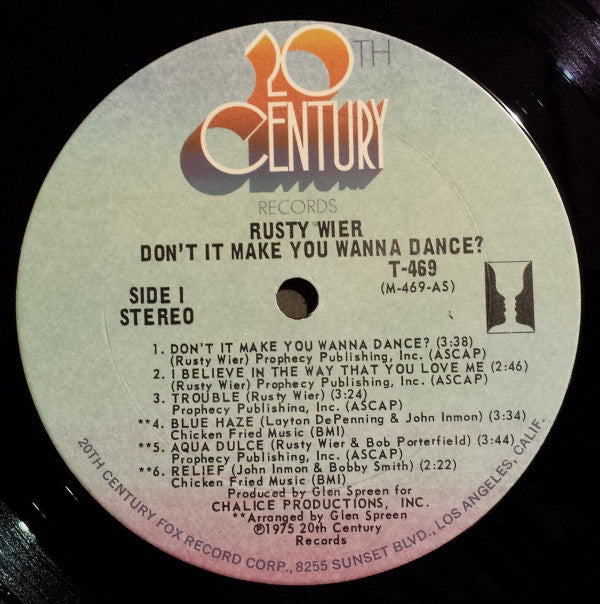 20TH
CENTURY
RECORDS
RUSTY WIER
DON'T IT MAKE YOU WANNA DANCE?
T-469
(M-469-AS)
SIDE I
STEREO
1. DON'T IT MAKE YOU WANNA DANCE? (3:38)
(Rusty Wier) Prophecy Publishing, Inc. (ASCAP)
2. I BELIEVE IN THE WAY THAT YOU LOVE ME (2:46)
(Rusty Wier) Prophecy Publishing, Inc. (ASCAP)
3. TROUBLE (Rusty Wier) (3:24)
Prophecy Publishing, Inc. (ASCAP)
**4. BLUE HAZE (Layton DePenning & John Inmon) (3:34)
Chicken Fried Music (BMI)
**5. AQUA DULCE (Rusty Wier & Bob Porterfield) (3:44)
Prophecy Publishing, Inc. (ASCAP)
**6. RELIEF (John Inmon & Bobby Smith) (2:22)
Chicken Fried Music (BMI)
Produced by Glen Spreen for
CHALICE PRODUCTIONS, INC.
**Arranged by Glen Spreen
℗1975 20th Century
Records
20TH CENTURY FOX RECORD CORP., 8255 SUNSET BLVD., LOS ANGELES, CALIF.